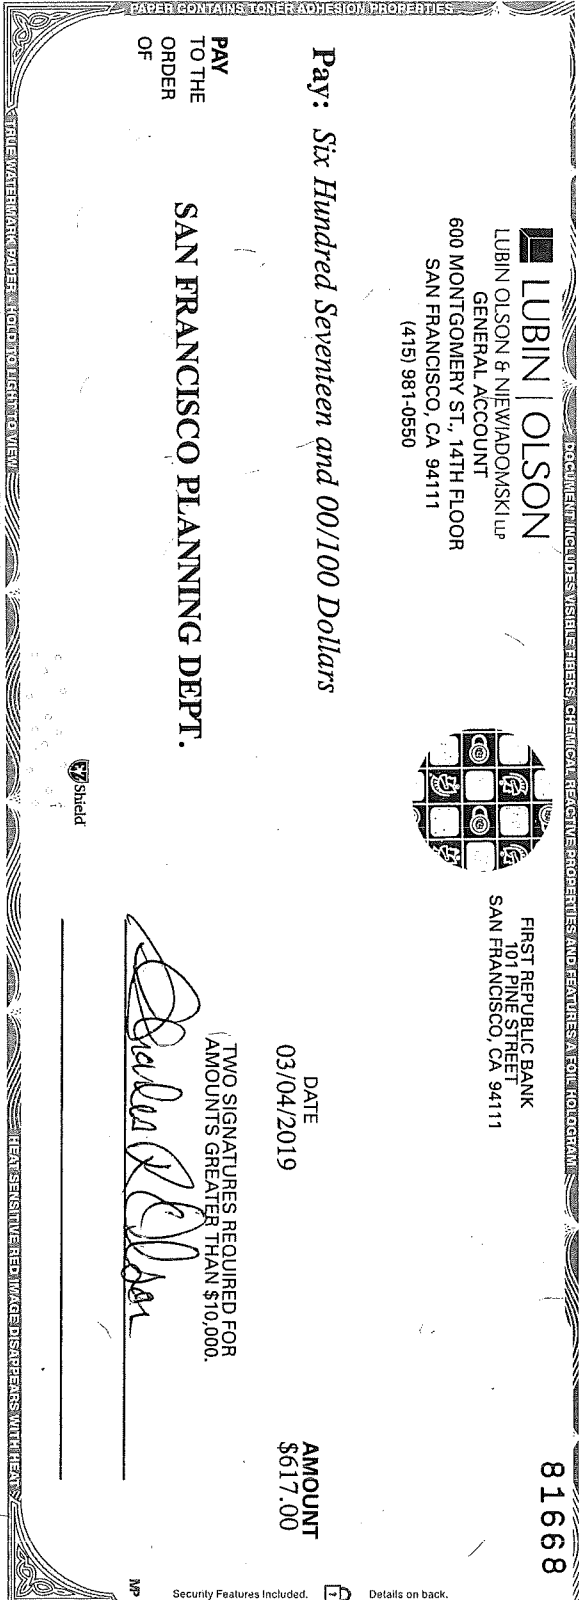 PAPER CONTAINS TONER ADHESION PROPERTIES
DOCUMENT INCLUDES VISIBLE FIBERS, CHEMICAL REACTIVE PROPERTIES AND FEATURES A FOIL HOLOGRAM
81668
LUBIN | OLSON
LUBIN OLSON & NIEWIADOMSKI LLP
GENERAL ACCOUNT
600 MONTGOMERY ST., 14TH FLOOR
SAN FRANCISCO, CA 94111
(415) 981-0550
FIRST REPUBLIC BANK
101 PINE STREET
SAN FRANCISCO, CA 94111
DATE
03/04/2019
AMOUNT
$617.00
Pay: Six Hundred Seventeen and 00/100 Dollars
PAY
TO THE
ORDER
OF
SAN FRANCISCO PLANNING DEPT.
TWO SIGNATURES REQUIRED FOR
AMOUNTS GREATER THAN $10,000.
Charles R Olson
Shield
MP
Security Features Included. Details on back.
TRUE WATERMARK PAPER - HOLD TO LIGHT TO VIEW
HEAT SENSITIVE RED IMAGE DISAPPEARS WITH HEAT